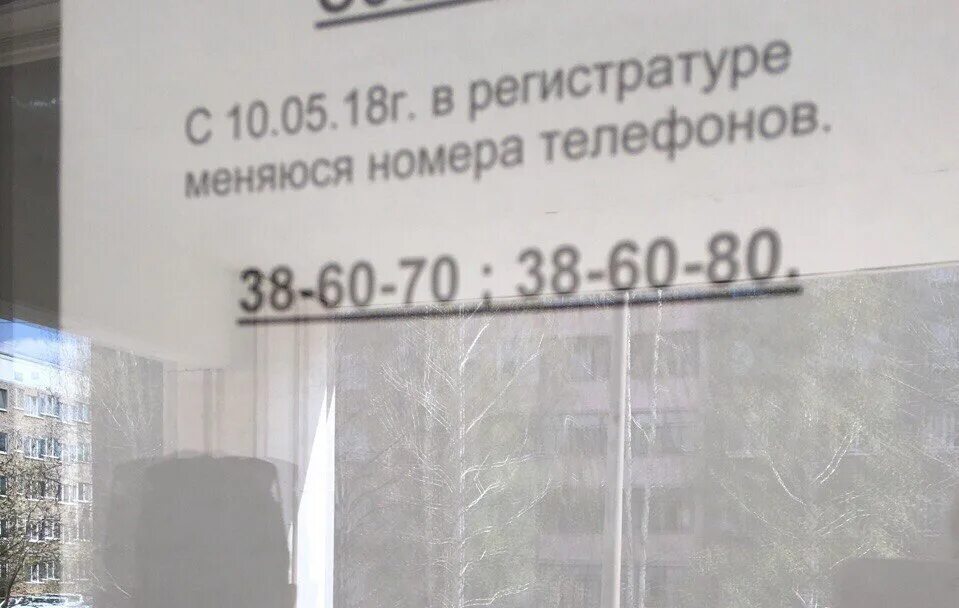 С 10.05.18г. в регистратуре
меняюся номера телефонов.
38-60-70 ; 38-60-80.